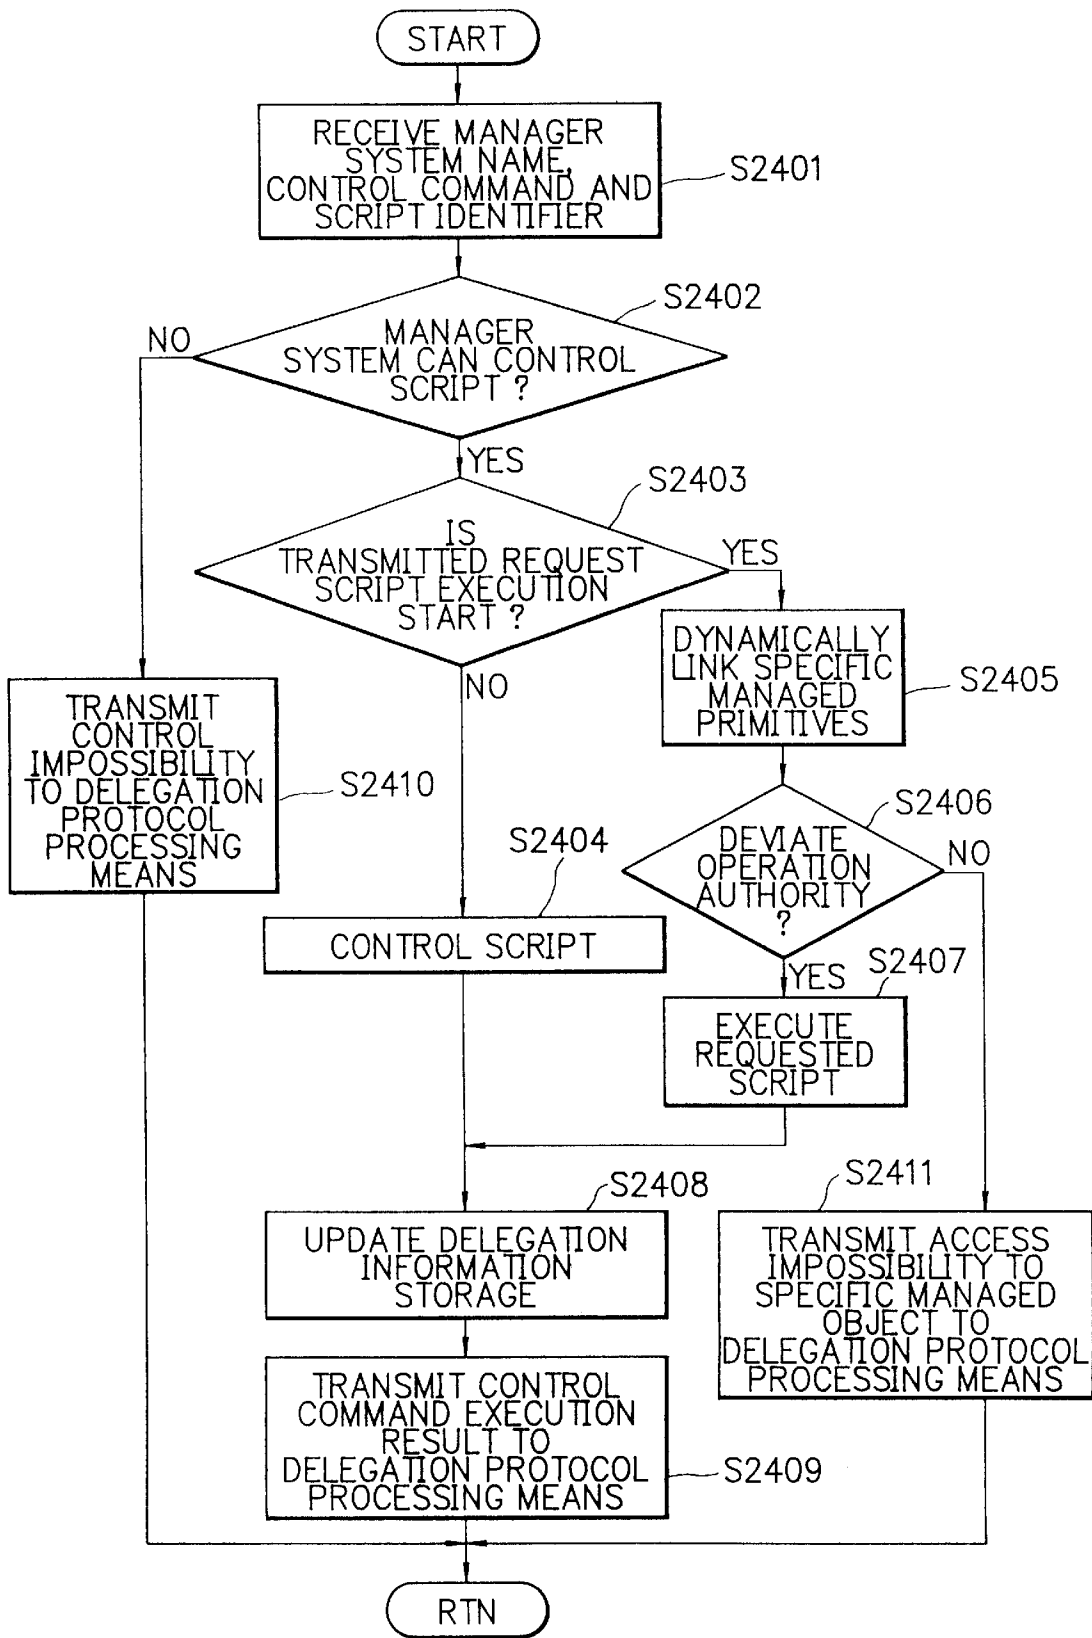 START
RECEIVE MANAGER
SYSTEM NAME,
CONTROL COMMAND AND
SCRIPT IDENTIFIER
S2401
S2402
NO
MANAGER
SYSTEM CAN CONTROL
SCRIPT ?
YES
S2403
IS
TRANSMITTED REQUEST
SCRIPT EXECUTION
START ?
YES
NO
DYNAMICALLY
LINK SPECIFIC
MANAGED
PRIMITIVES
S2405
TRANSMIT
CONTROL
IMPOSSIBILITY
TO DELEGATION
PROTOCOL
PROCESSING
MEANS
S2410
S2406
DEVIATE
OPERATION
AUTHORITY
?
NO
YES
S2404
CONTROL SCRIPT
S2407
EXECUTE
REQUESTED
SCRIPT
S2408
UPDATE DELEGATION
INFORMATION
STORAGE
S2411
TRANSMIT ACCESS
IMPOSSIBILITY TO
SPECIFIC MANAGED
OBJECT TO
DELEGATION PROTOCOL
PROCESSING MEANS
TRANSMIT CONTROL
COMMAND EXECUTION
RESULT TO
DELEGATION PROTOCOL
PROCESSING MEANS
S2409
RTN